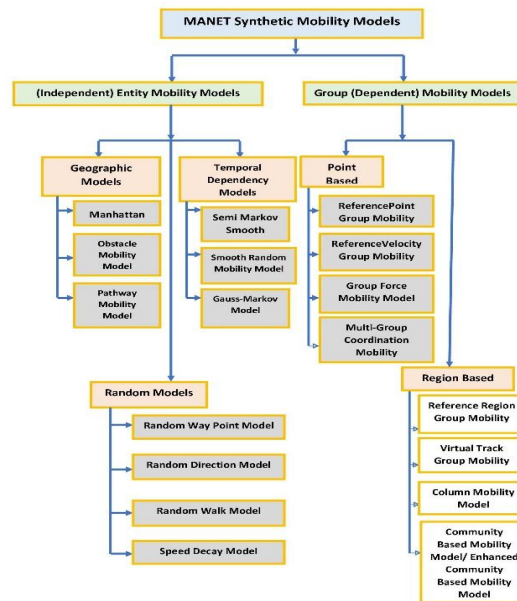 MANET Synthetic Mobility Models
(Independent) Entity Mobility Models
Group (Dependent) Mobility Models
Geographic
Models
Manhattan
Obstacle
Mobility
Model
Pathway
Mobility
Model
Temporal
Dependency
Models
Semi Markov
Smooth
Smooth Random
Mobility Model
Gauss-Markov
Model
Point
Based
ReferencePoint
Group Mobility
ReferenceVelocity
Group Mobility
Group Force
Mobility Model
Multi-Group
Coordination
Mobility
Random Models
Random Way Point Model
Random Direction Model
Random Walk Model
Speed Decay Model
Region Based
Reference Region
Group Mobility
Virtual Track
Group Mobility
Column Mobility
Model
Community
Based Mobility
Model/ Enhanced
Community
Based Mobility
Model